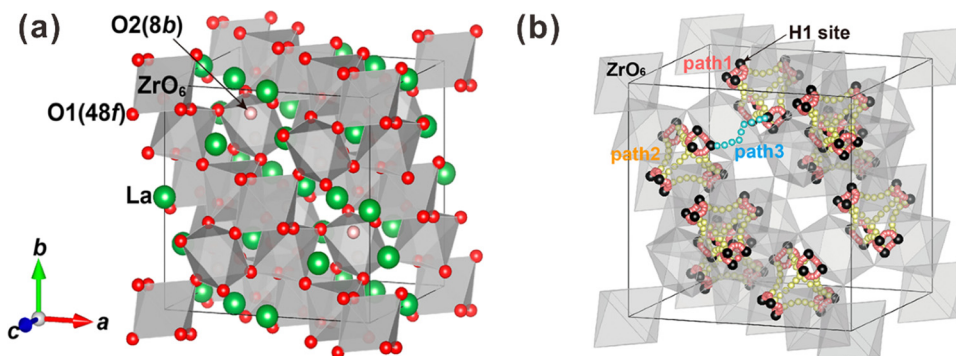 (a)
O2(8b)
ZrO₆
O1(48f)
La
b
c
a
(b)
H1 site
path1
ZrO₆
path2
path3